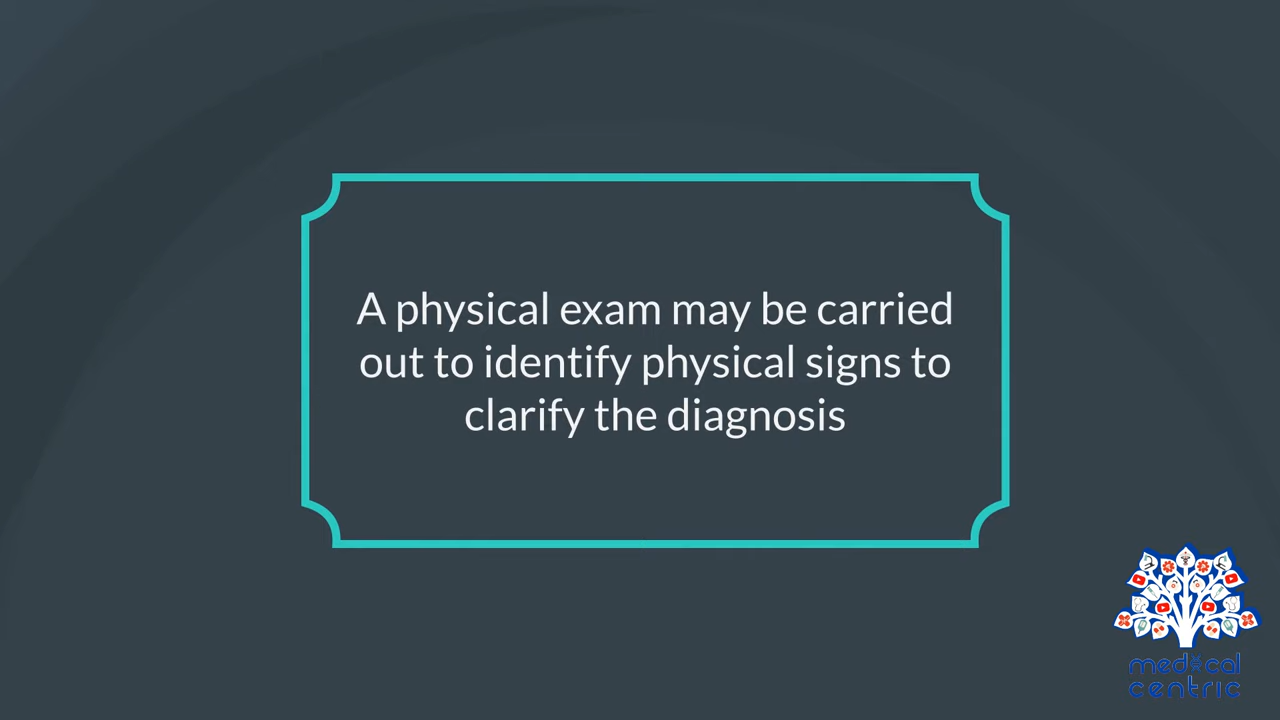 A physical exam may be carried
out to identify physical signs to
clarify the diagnosis
medical
centric